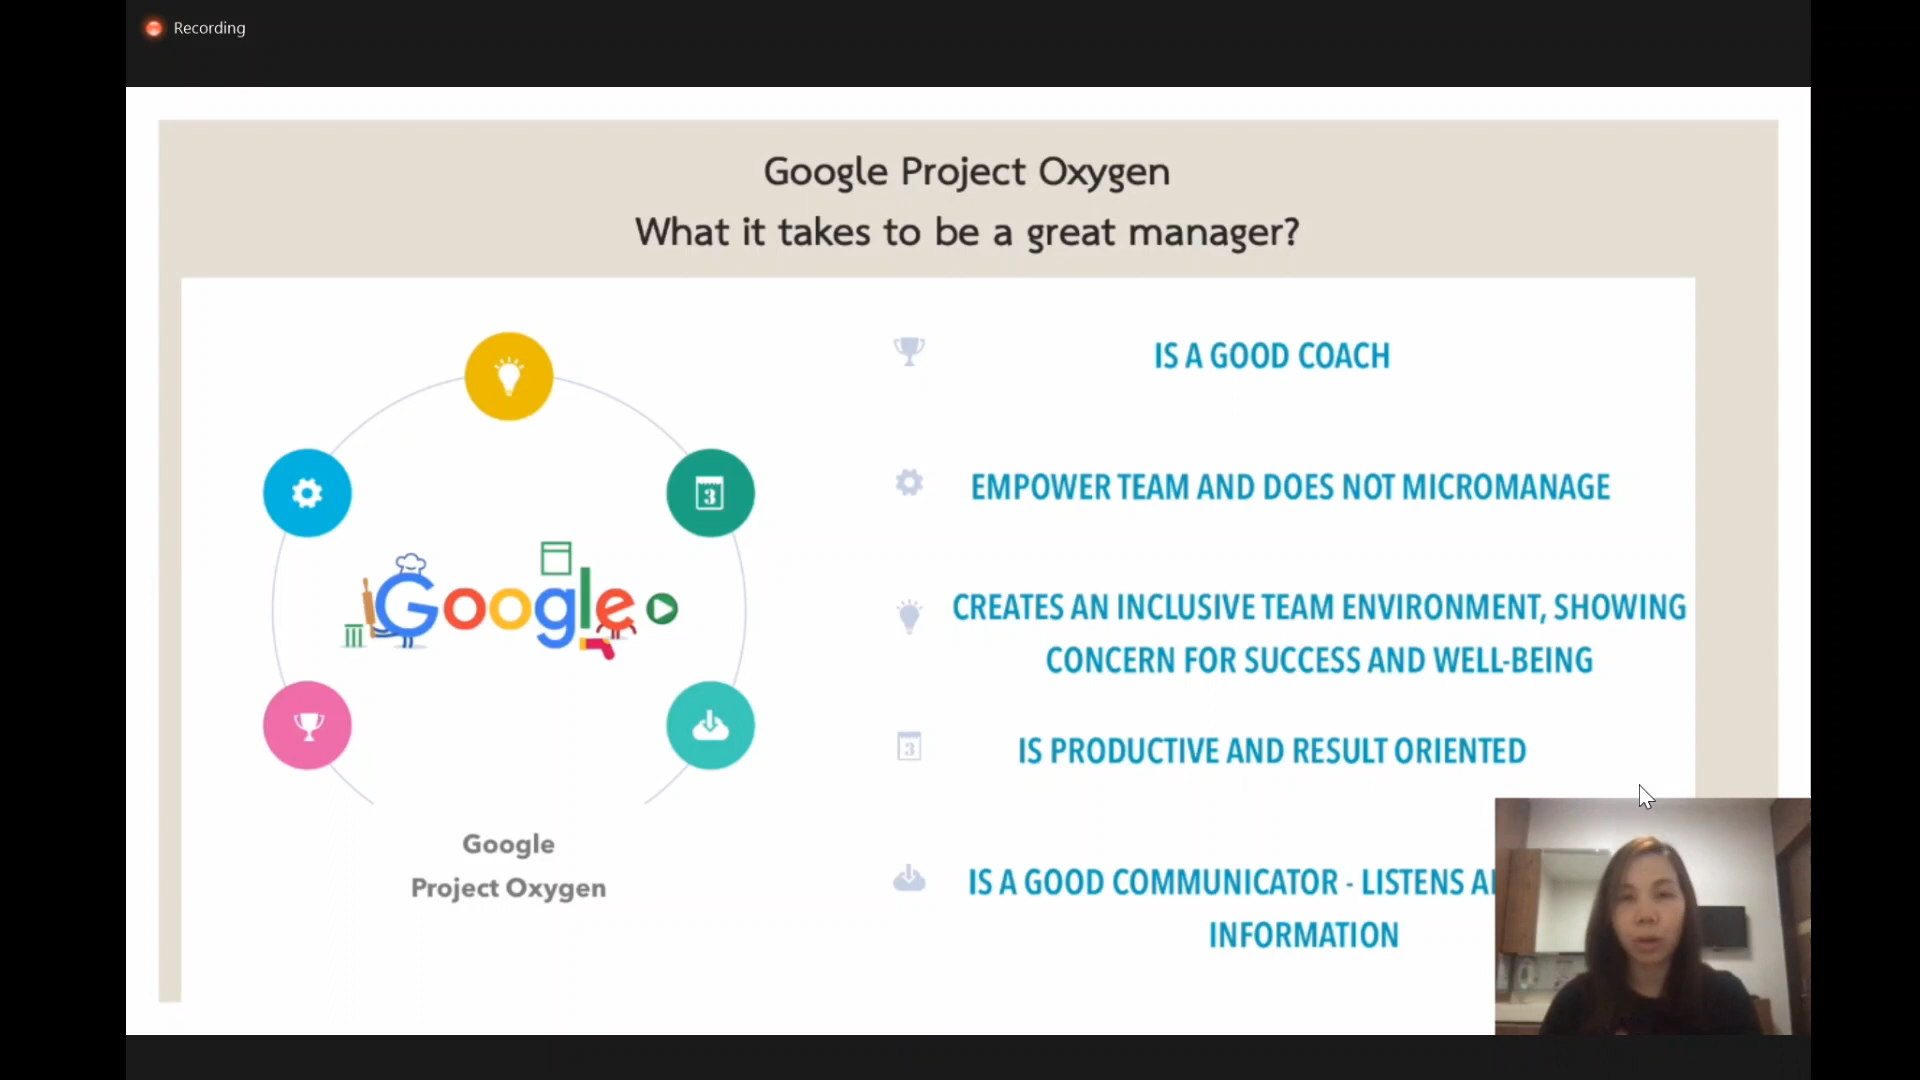 Recording
Google Project Oxygen
What it takes to be a great manager?
3
Google
Google
Project Oxygen
IS A GOOD COACH
EMPOWER TEAM AND DOES NOT MICROMANAGE
CREATES AN INCLUSIVE TEAM ENVIRONMENT, SHOWING
CONCERN FOR SUCCESS AND WELL-BEING
3
IS PRODUCTIVE AND RESULT ORIENTED
IS A GOOD COMMUNICATOR - LISTENS
INFORMATION